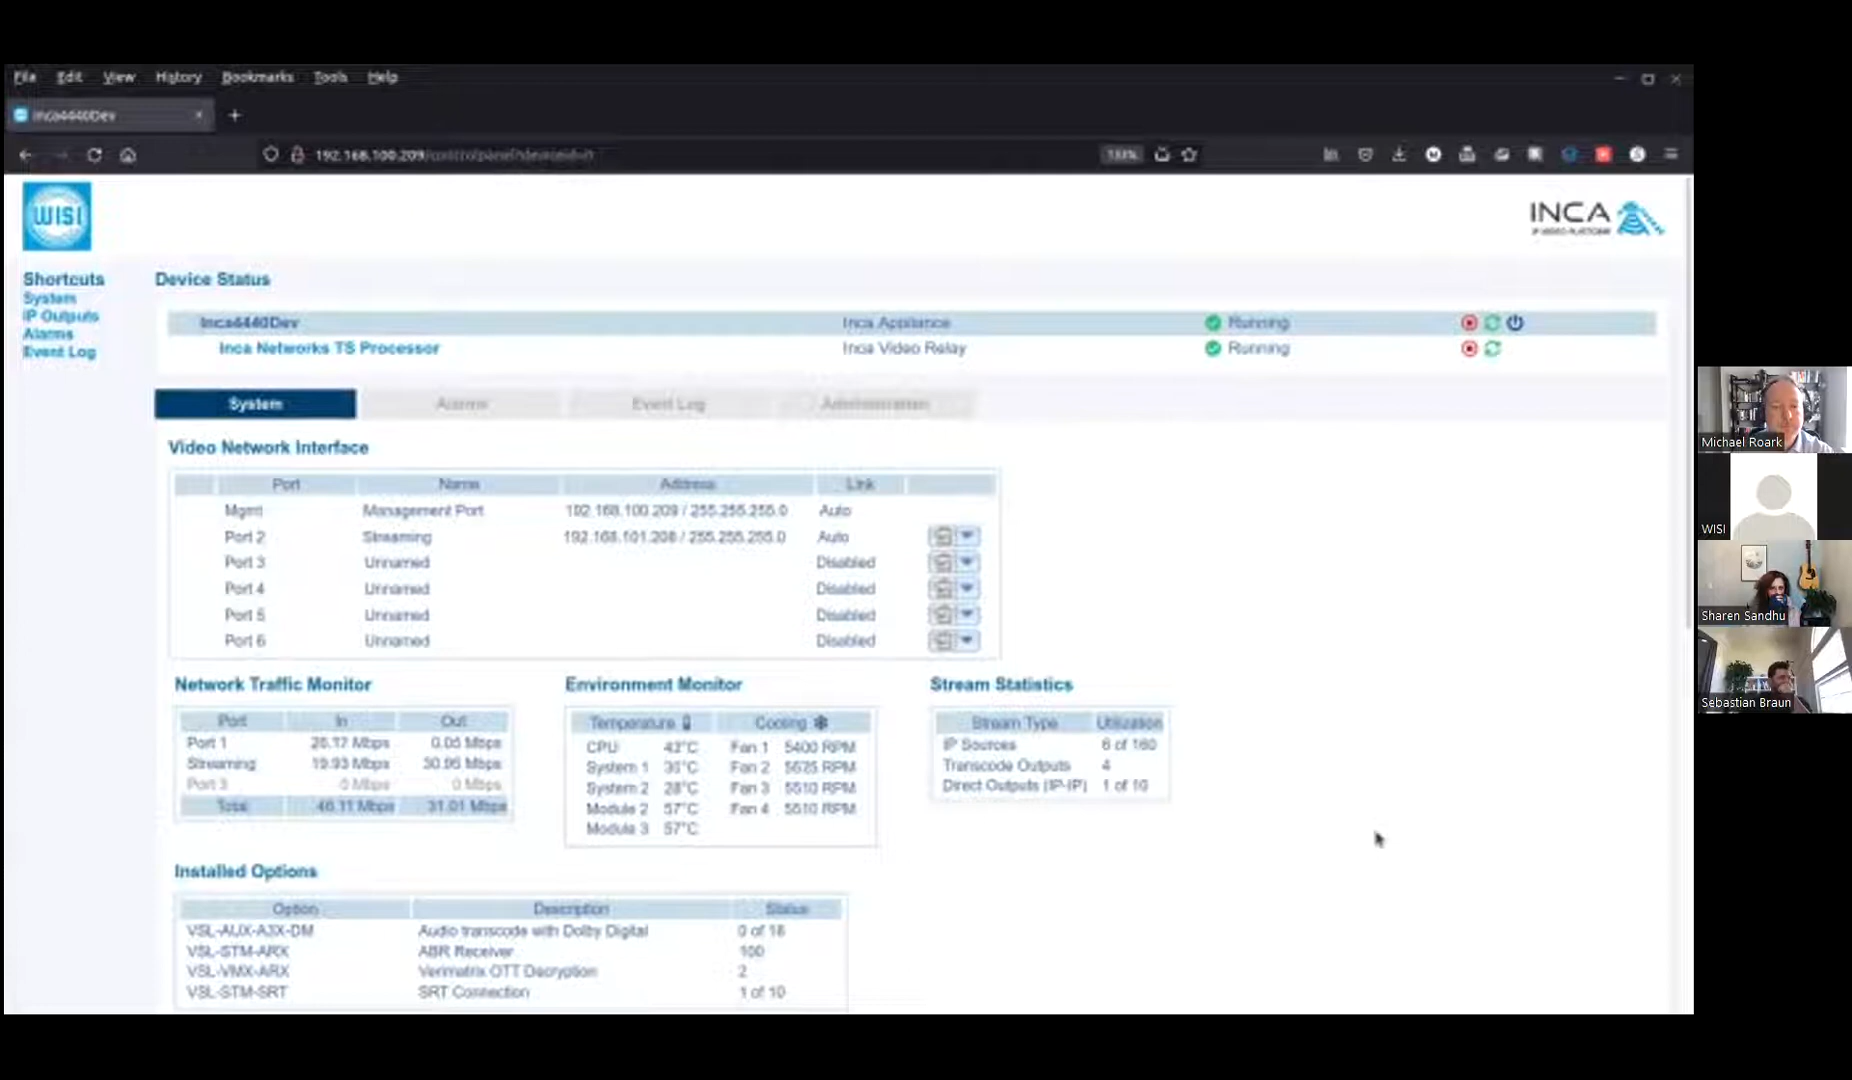 File Edit View History Bookmarks Tools Help
Inca4440Dev
192.168.100.209
133%
WISI
INCA
IP VIDEO PLATFORM
Shortcuts
System
IP Outputs
Alarms
Event Log
Device Status
Inca4440Dev Inca Appliance Running
Inca Networks TS Processor Inca Video Relay Running
System Alarms Event Log Administration
Video Network Interface
Port Name Address Link
Mgmt Management Port 192.168.100.209 / 255.255.255.0 Auto
Port 2 Streaming 192.168.101.208 / 255.255.255.0 Auto
Port 3 Unnamed Disabled
Port 4 Unnamed Disabled
Port 5 Unnamed Disabled
Port 6 Unnamed Disabled
Network Traffic Monitor
Port In Out
Port 1 26.17 Mbps 0.05 Mbps
Streaming 19.93 Mbps 30.96 Mbps
Port 3 0 Mbps 0 Mbps
Total 46.11 Mbps 31.01 Mbps
Environment Monitor
Temperature Cooling
CPU 43°C Fan 1 5400 RPM
System 1 Fan 2 5625 RPM
System 2 28°C Fan 3 5510 RPM
Module 2 57°C Fan 4 5510 RPM
Module 3 57°C
Stream Statistics
Stream Type Utilization
IP Sources 6 of 160
Transcode Outputs 4
Direct Outputs (IP-IP) 1 of 10
Installed Options
Option Description Status
VSL-AUX-A3X-DM Audio transcode with Dolby Digital 0 of 16
VSL-STM-ARX ABR Receiver 100
VSL-VMX-ARX Verimatrix OTT Decryption 2
VSL-STM-SRT SRT Connection 1 of 10
Michael Roark
WISI
Sharen Sandhu
Sebastian Braun